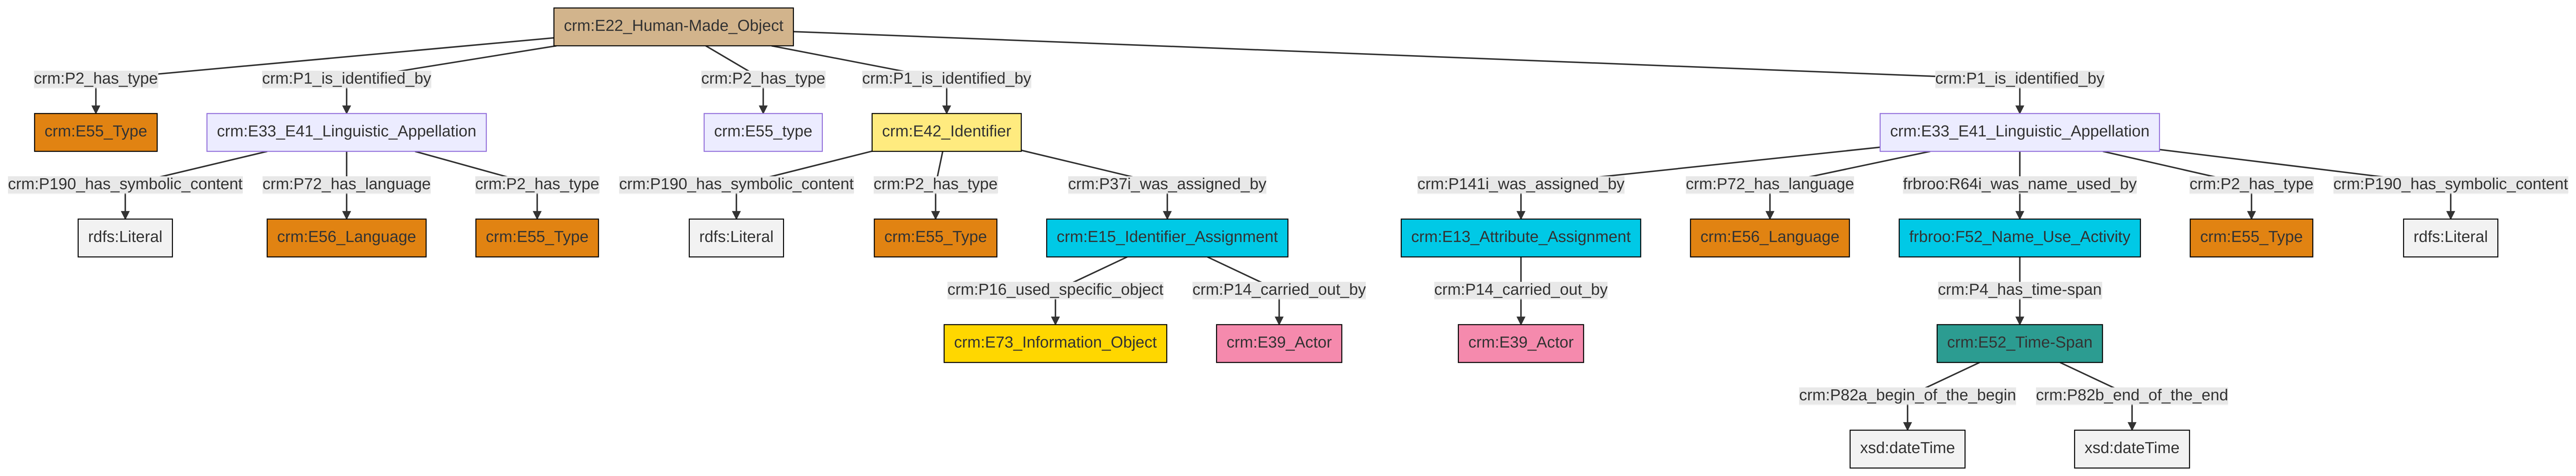 crm:E22_Human-Made_Object
crm:P2_has_type
crm:P1_is_identified_by
crm:P2_has_type
crm:P1_is_identified_by
crm:P1_is_identified_by
crm:E55_Type
crm:E33_E41_Linguistic_Appellation
crm:E55_type
crm:E42_Identifier
crm:E33_E41_Linguistic_Appellation
crm:P190_has_symbolic_content
crm:P72_has_language
crm:P2_has_type
crm:P190_has_symbolic_content
crm:P2_has_type
crm:P37i_was_assigned_by
crm:P141i_was_assigned_by
crm:P72_has_language
frbroo:R64i_was_name_used_by
crm:P2_has_type
crm:P190_has_symbolic_content
rdfs:Literal
crm:E56_Language
crm:E55_Type
rdfs:Literal
crm:E55_Type
crm:E15_Identifier_Assignment
crm:E13_Attribute_Assignment
crm:E56_Language
frbroo:F52_Name_Use_Activity
crm:E55_Type
rdfs:Literal
crm:P16_used_specific_object
crm:P14_carried_out_by
crm:P14_carried_out_by
crm:P4_has_time-span
crm:E73_Information_Object
crm:E39_Actor
crm:E39_Actor
crm:E52_Time-Span
crm:P82a_begin_of_the_begin
crm:P82b_end_of_the_end
xsd:dateTime
xsd:dateTime